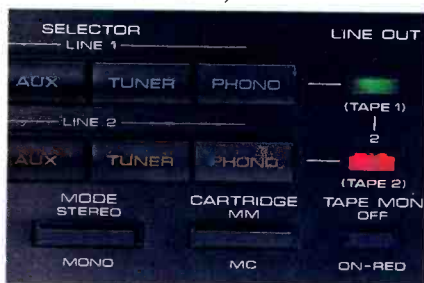 SELECTOR
LINE OUT
LINE 1
AUX TUNER PHONO
(TAPE 1)
LINE 2
2
AUX TUNER PHONO
(TAPE 2)
MODE CARTRIDGE TAPE MON
STEREO MM OFF
MONO MC ON-RED